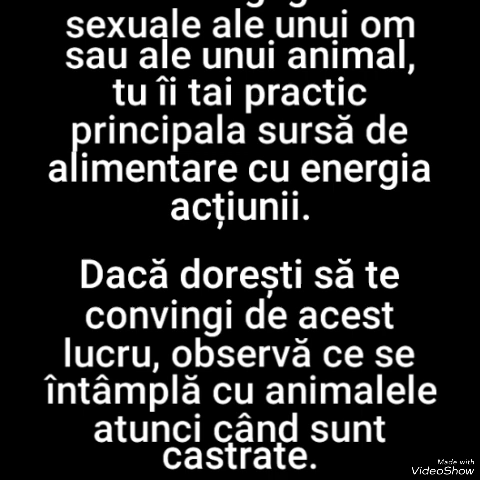 sexuale ale unui om
sau ale unui animal,
tu îi tai practic
principala sursă de
alimentare cu energia
acțiunii.
Dacă dorești să te
convingi de acest
lucru, observă ce se
întâmplă cu animalele
atunci când sunt
castrate.
Made with
VideoShow